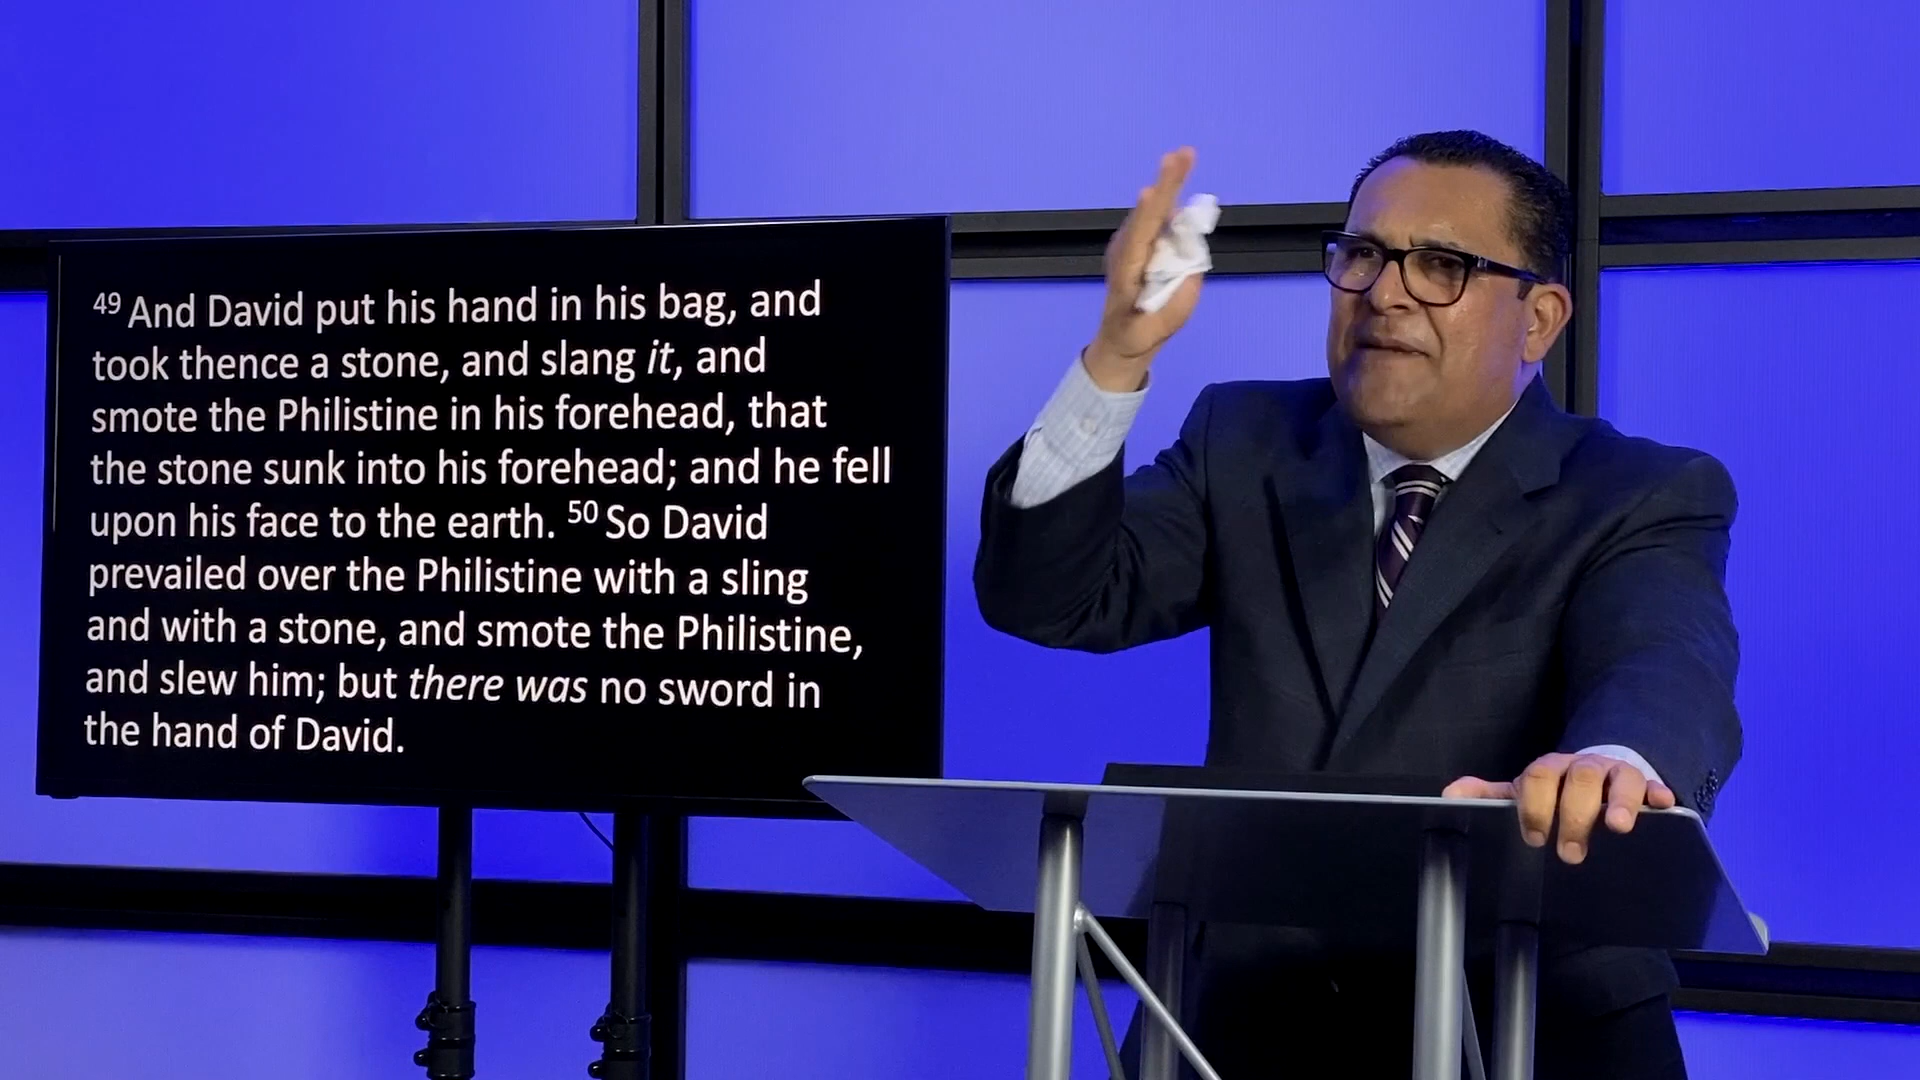 49 And David put his hand in his bag, and
took thence a stone, and slang it, and
smote the Philistine in his forehead, that
the stone sunk into his forehead; and he fell
upon his face to the earth. 50 So David
prevailed over the Philistine with a sling
and with a stone, and smote the Philistine,
and slew him; but there was no sword in
the hand of David.